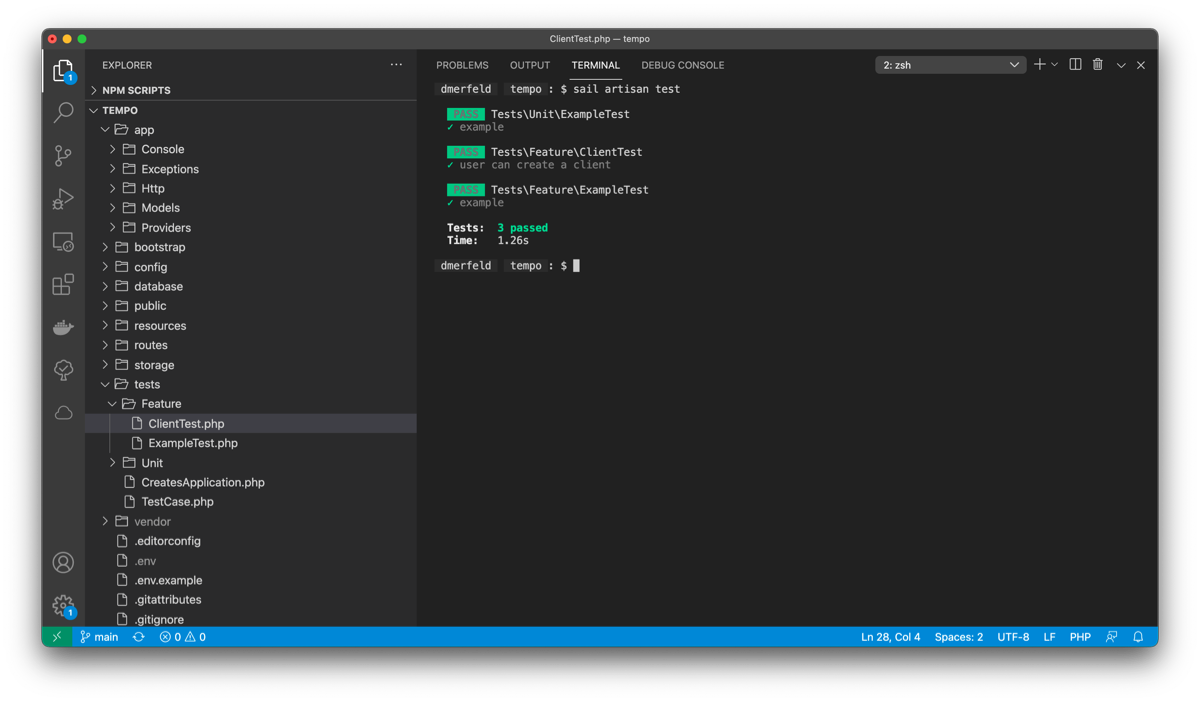 ClientTest.php — tempo
EXPLORER
NPM SCRIPTS
TEMPO
app
Console
Exceptions
Http
Models
Providers
bootstrap
config
database
public
resources
routes
storage
tests
Feature
ClientTest.php
ExampleTest.php
Unit
CreatesApplication.php
TestCase.php
vendor
.editorconfig
.env
.env.example
.gitattributes
.gitignore
1
1
PROBLEMS OUTPUT TERMINAL DEBUG CONSOLE 2: zsh
dmerfeld tempo : $ sail artisan test
PASS Tests\Unit\ExampleTest
✓ example
PASS Tests\Feature\ClientTest
✓ user can create a client
PASS Tests\Feature\ExampleTest
✓ example
Tests: 3 passed
Time: 1.26s
dmerfeld tempo : $
main 0 0 Ln 28, Col 4 Spaces: 2 UTF-8 LF PHP